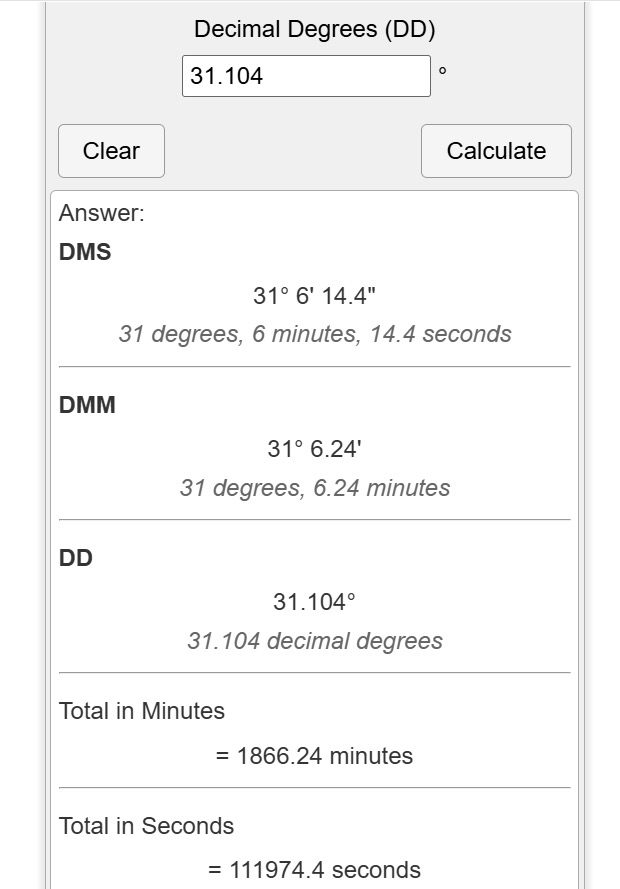 Decimal Degrees (DD)
31.104 °
Clear
Calculate
Answer:
DMS
31° 6' 14.4"
31 degrees, 6 minutes, 14.4 seconds
DMM
31° 6.24'
31 degrees, 6.24 minutes
DD
31.104°
31.104 decimal degrees
Total in Minutes
= 1866.24 minutes
Total in Seconds
= 111974.4 seconds